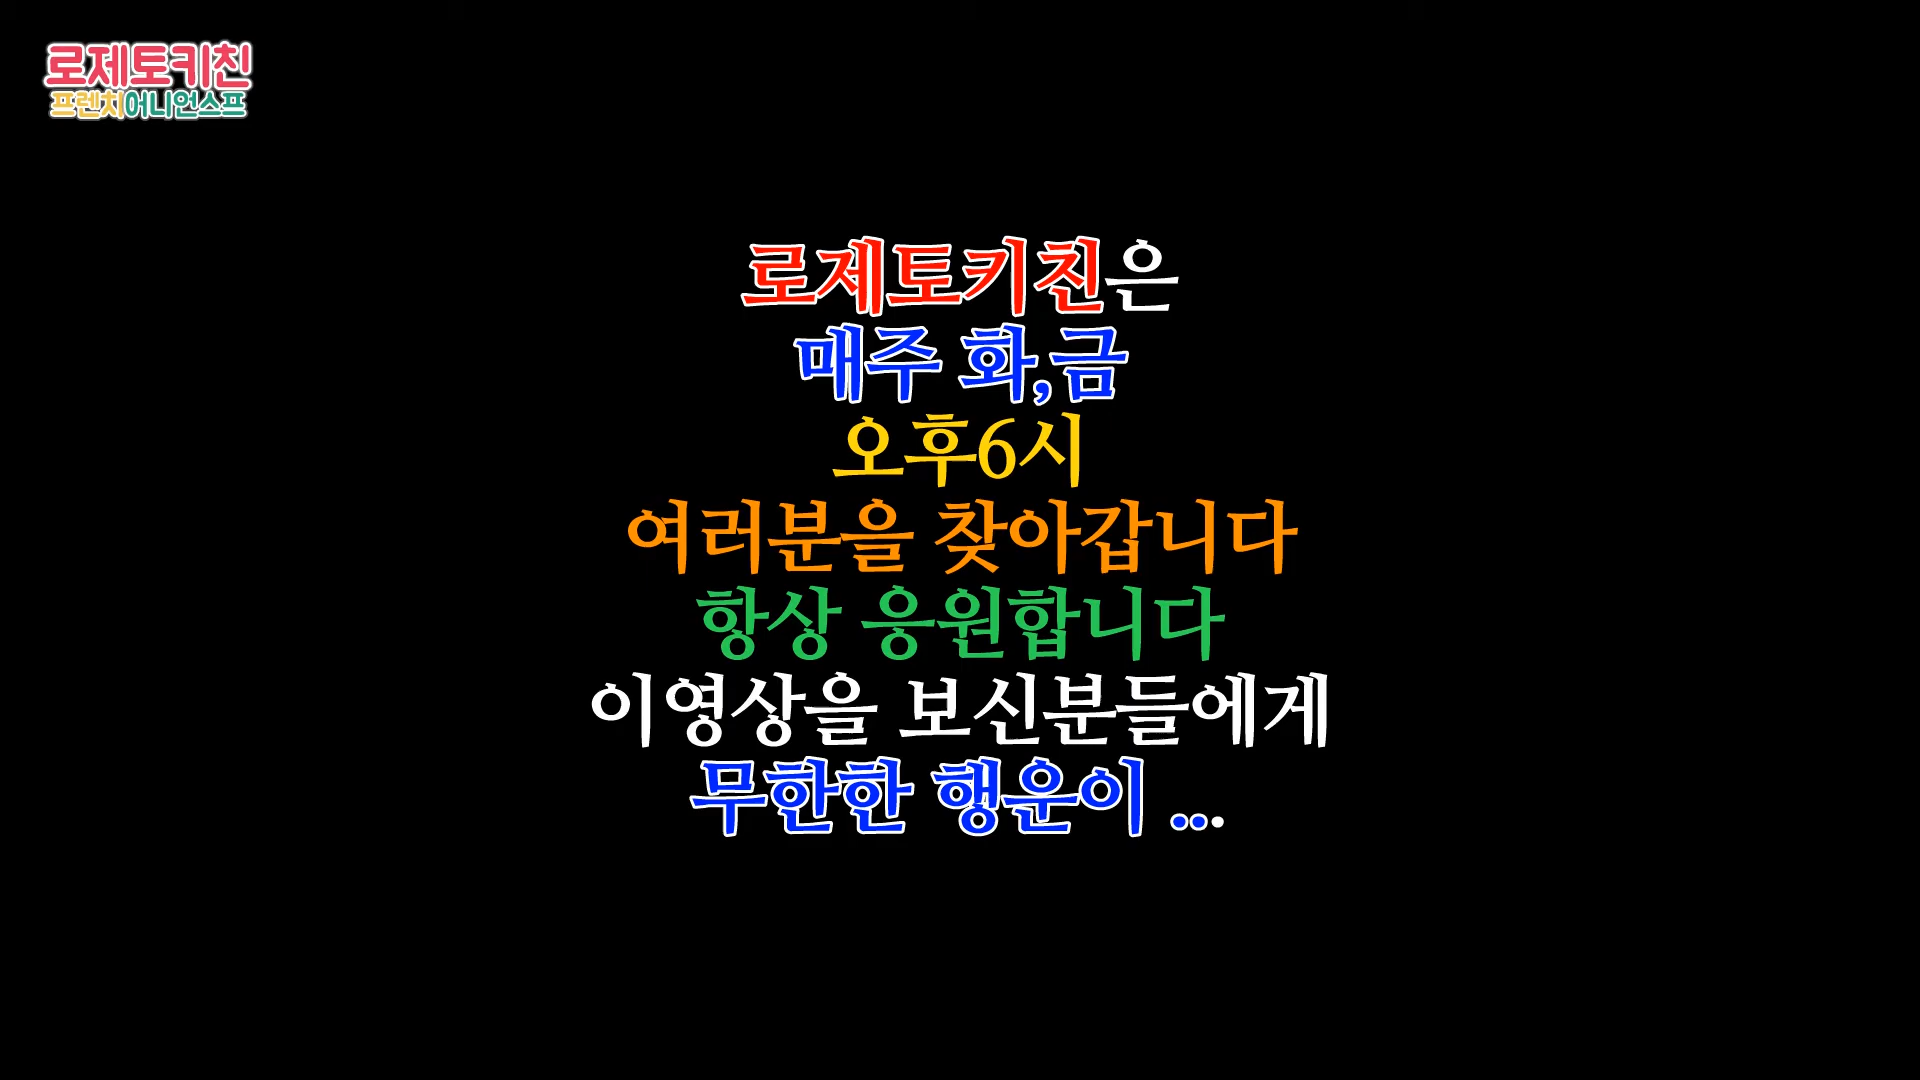 로제토키친
프렌치어니언스프
로제토키친은
매주 화,금
오후6시
여러분을 찾아갑니다
항상 응원합니다
이영상을 보신분들에게
무한한 행운이 ...